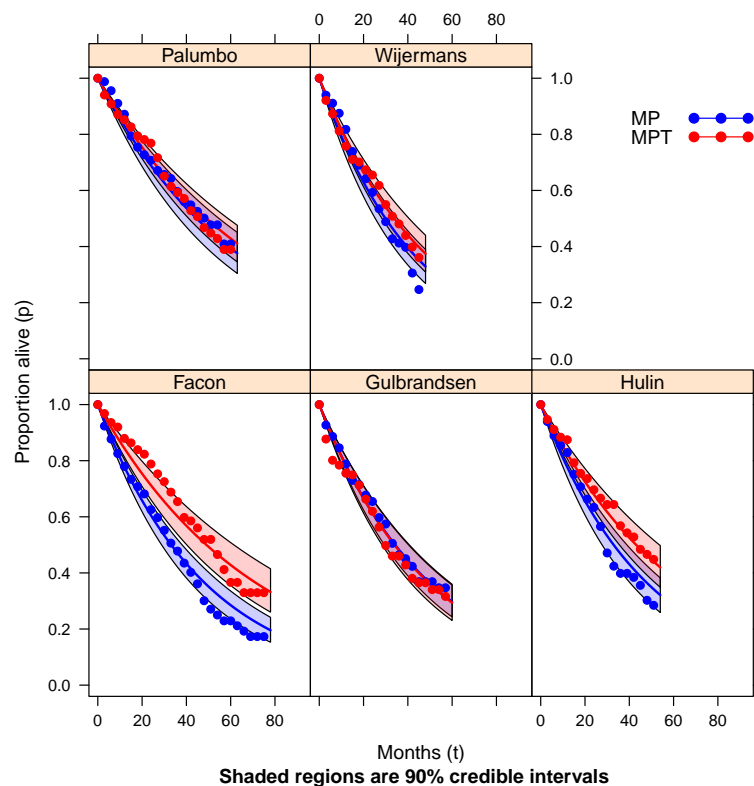 0 20 40 60 80
Palumbo
Wijermans
1.0
0.8
0.6
0.4
0.2
0.0
MP
MPT
Proportion alive (p)
Facon
Gulbrandsen
Hulin
1.0
0.8
0.6
0.4
0.2
0.0
0 20 40 60 80
0 20 40 60 80
Months (t)
Shaded regions are 90% credible intervals